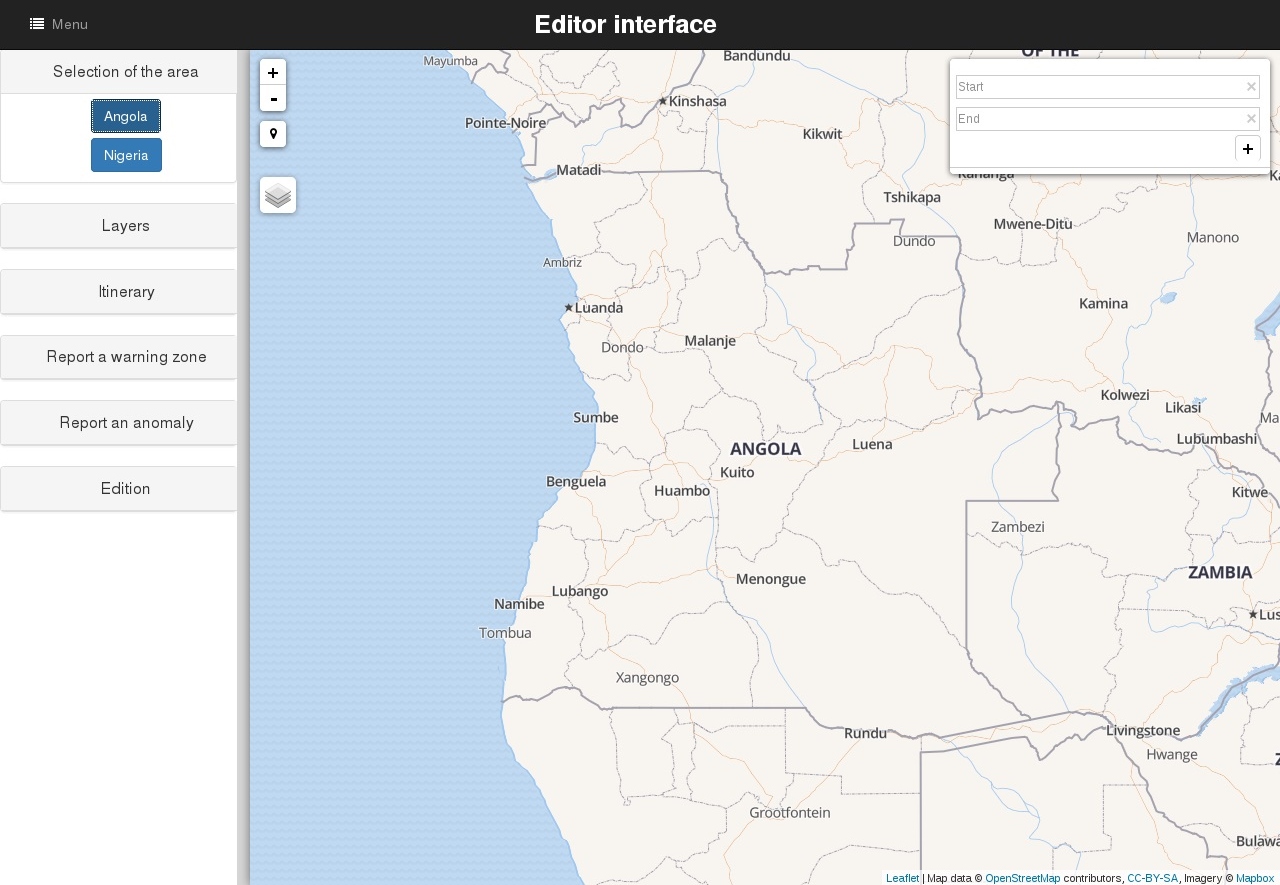 Menu
Editor interface
Selection of the area
Angola
Nigeria
Layers
Itinerary
Report a warning zone
Report an anomaly
Edition
+
-
Start ×
End ×
+
Mayumba
Bandundu
OF THE
Kinshasa
Pointe-Noire
Kikwit
Matadi
Kananga
Tshikapa
Mwene-Ditu
Dundo
Manono
Ambriz
Kamina
Luanda
Malanje
Dondo
Kolwezi
Likasi
Sumbe
Lubumbashi
ANGOLA
Luena
Kuito
Benguela
Huambo
Kitwe
Zambezi
ZAMBIA
Menongue
Lubango
Namibe
Lus
Tombua
Xangongo
Rundu
Livingstone
Hwange
Grootfontein
Bulawa
Leaflet | Map data © OpenStreetMap contributors, CC-BY-SA, Imagery © Mapbox